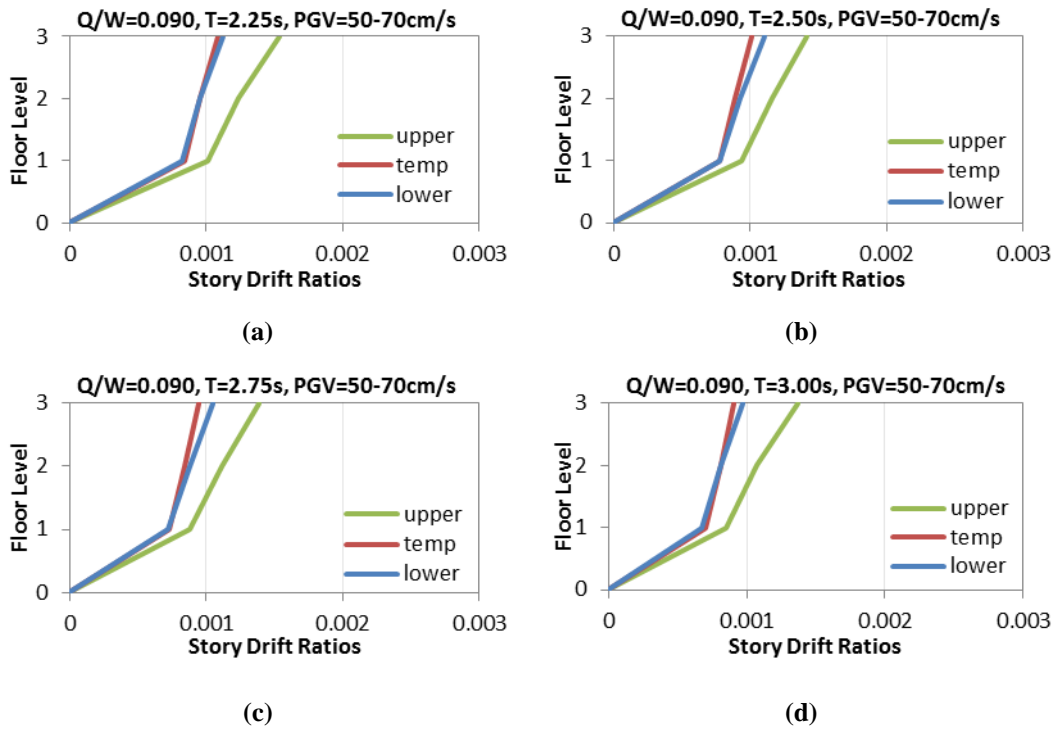 Q/W=0.090, T=2.25s, PGV=50-70cm/s
3
2
1
0
Floor Level
upper
temp
lower
0 0.001 0.002 0.003
Story Drift Ratios
(a)
Q/W=0.090, T=2.50s, PGV=50-70cm/s
3
2
1
0
Floor Level
upper
temp
lower
0 0.001 0.002 0.003
Story Drift Ratios
(b)
Q/W=0.090, T=2.75s, PGV=50-70cm/s
3
2
1
0
Floor Level
upper
temp
lower
0 0.001 0.002 0.003
Story Drift Ratios
(c)
Q/W=0.090, T=3.00s, PGV=50-70cm/s
3
2
1
0
Floor Level
upper
temp
lower
0 0.001 0.002 0.003
Story Drift Ratios
(d)